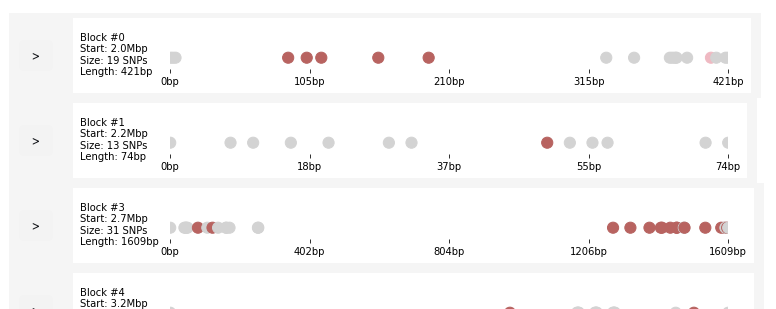 Block #0
Start: 2.0Mbp
Size: 19 SNPs
Length: 421bp
>
0bp 105bp 210bp 315bp 421bp
Block #1
Start: 2.2Mbp
Size: 13 SNPs
Length: 74bp
>
0bp 18bp 37bp 55bp 74bp
Block #3
Start: 2.7Mbp
Size: 31 SNPs
Length: 1609bp
>
0bp 402bp 804bp 1206bp 1609bp
Block #4
Start: 3.2Mbp